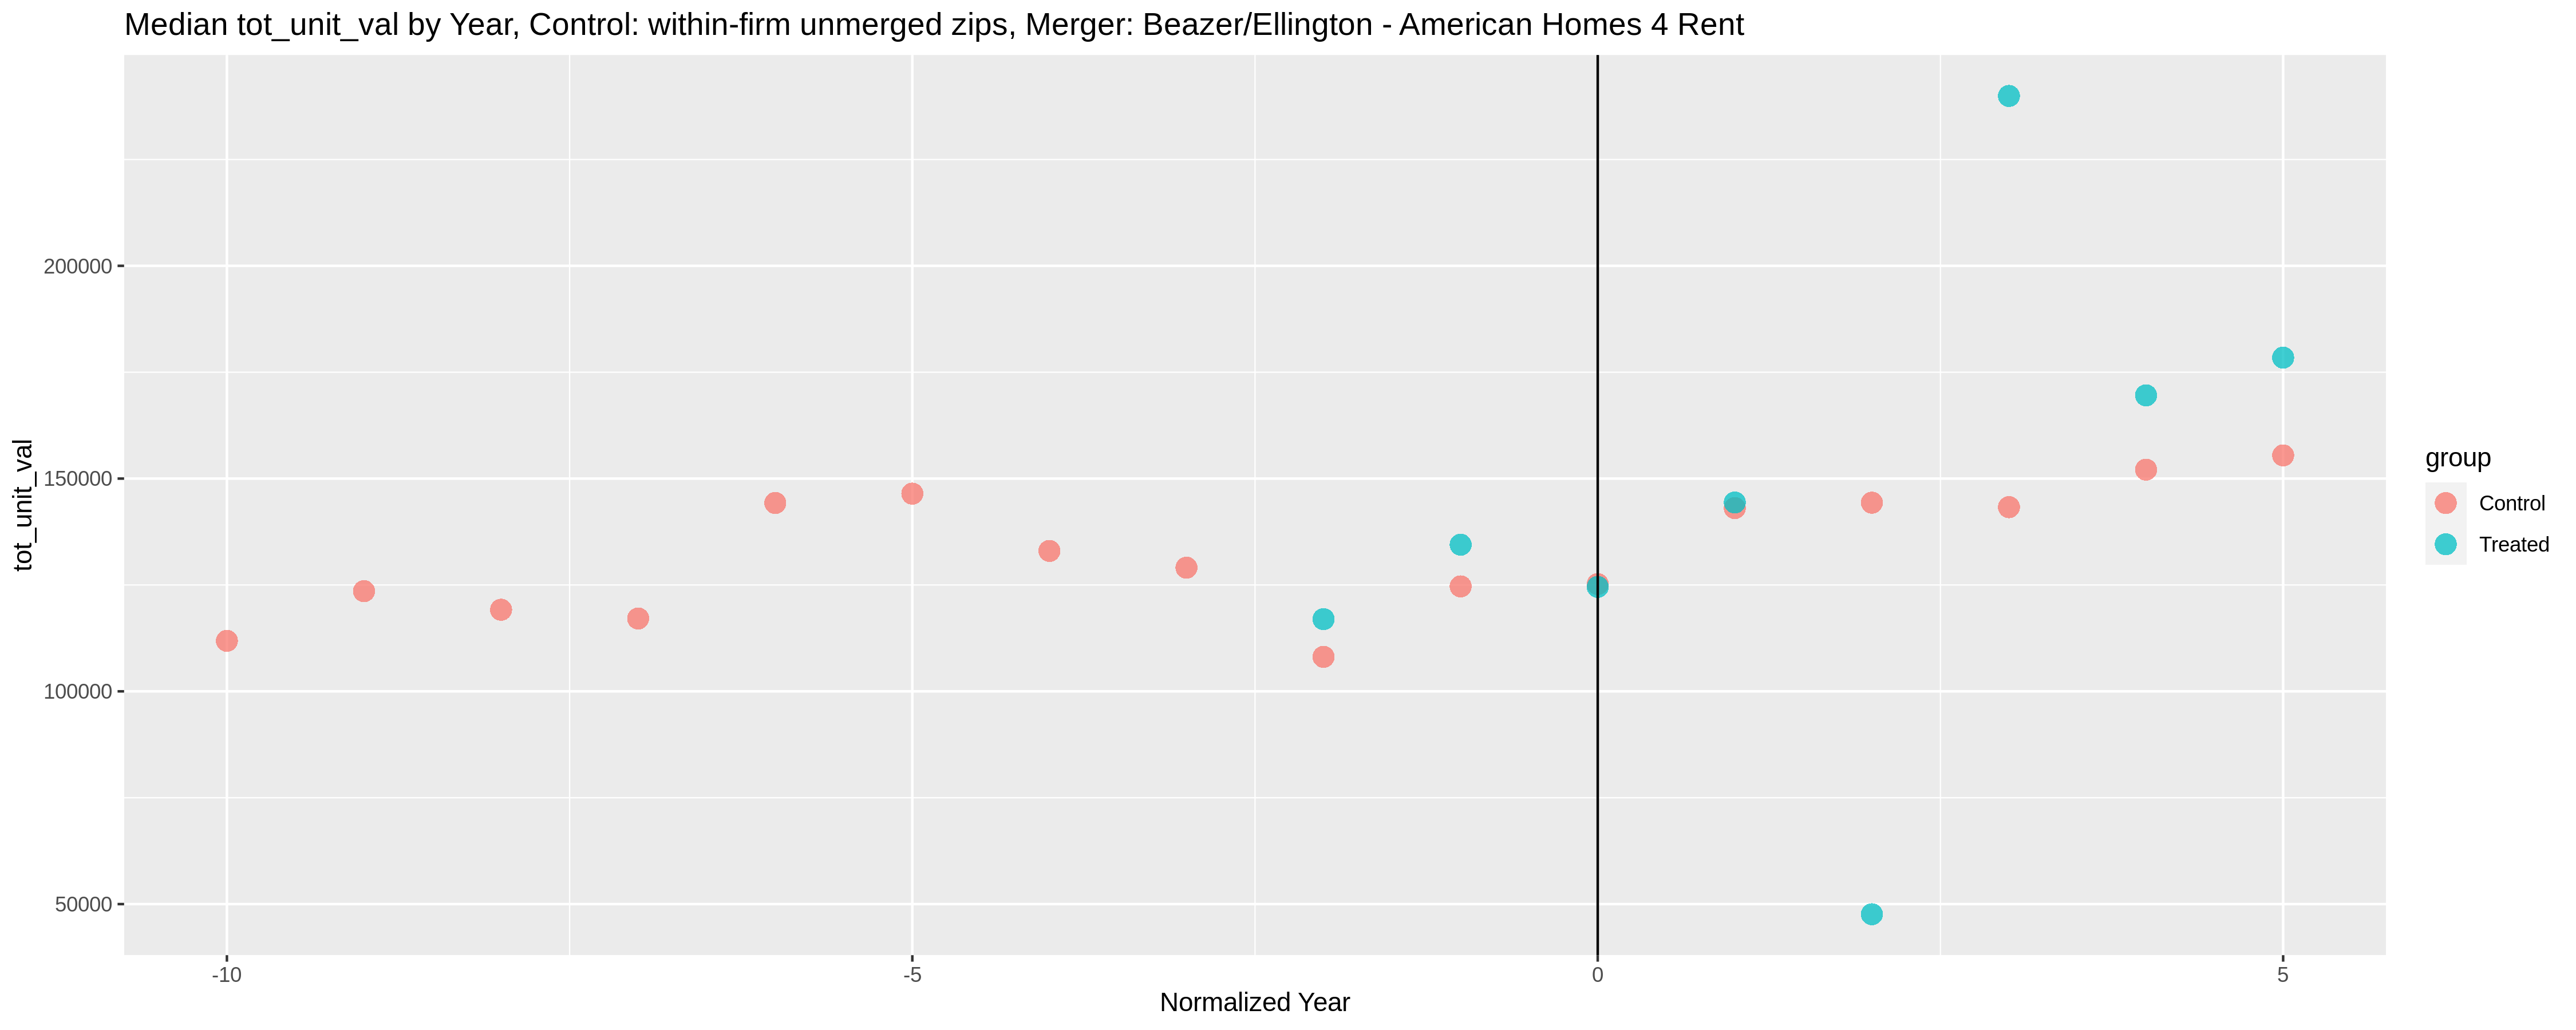 Median tot_unit_val by Year, Control: within-firm unmerged zips, Merger: Beazer/Ellington - American Homes 4 Rent
tot_unit_val
200000
150000
100000
50000
-10
-5
0
5
Normalized Year
group
Control
Treated